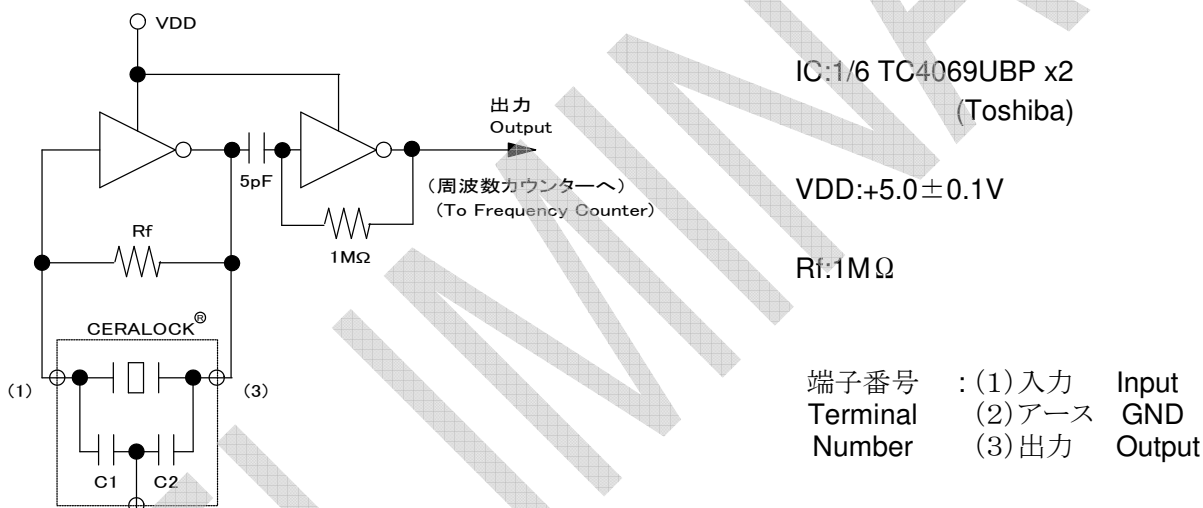 VDD
出力
Output
5pF
(周波数カウンターへ)
(To Frequency Counter)
1MΩ
Rf
CERALOCK®
(1)
(3)
C1
C2
IC:1/6 TC4069UBP x2
(Toshiba)
VDD:+5.0±0.1V
Rf:1MΩ
端子番号 :(1)入力 Input
Terminal (2)アース GND
Number (3)出力 Output